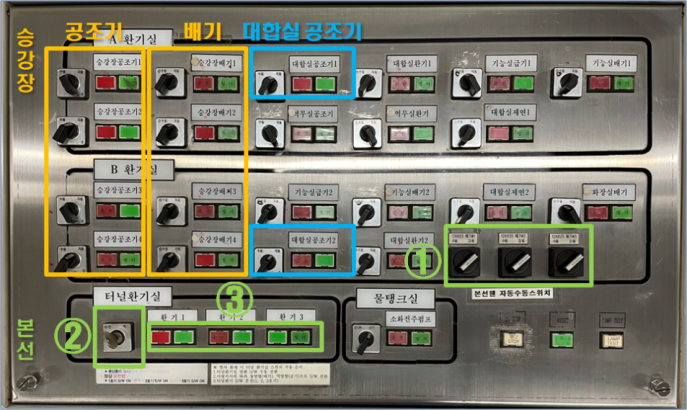 승강장
공조기
배기
대합실 공조기
A 환기실
승강장공조기1
승강장배기1
대합실공조기1
대합실환기1
기능실급기1
기능실배기1
승강장공조기2
승강장배기2
역무실공조기
역무실환기
대합실제연1
B 환기실
승강장공조기3
승강장배기3
기능실급기2
기능실배기2
대합실제연2
화장실배기
승강장공조기4
승강장배기4
대합실공조기2
대합실환기2
①
본선팬 자동수동스위치
본선
터널환기실
③
물탱크실
②
환 기 1
환 기 2
환 기 3
소화전주펌프